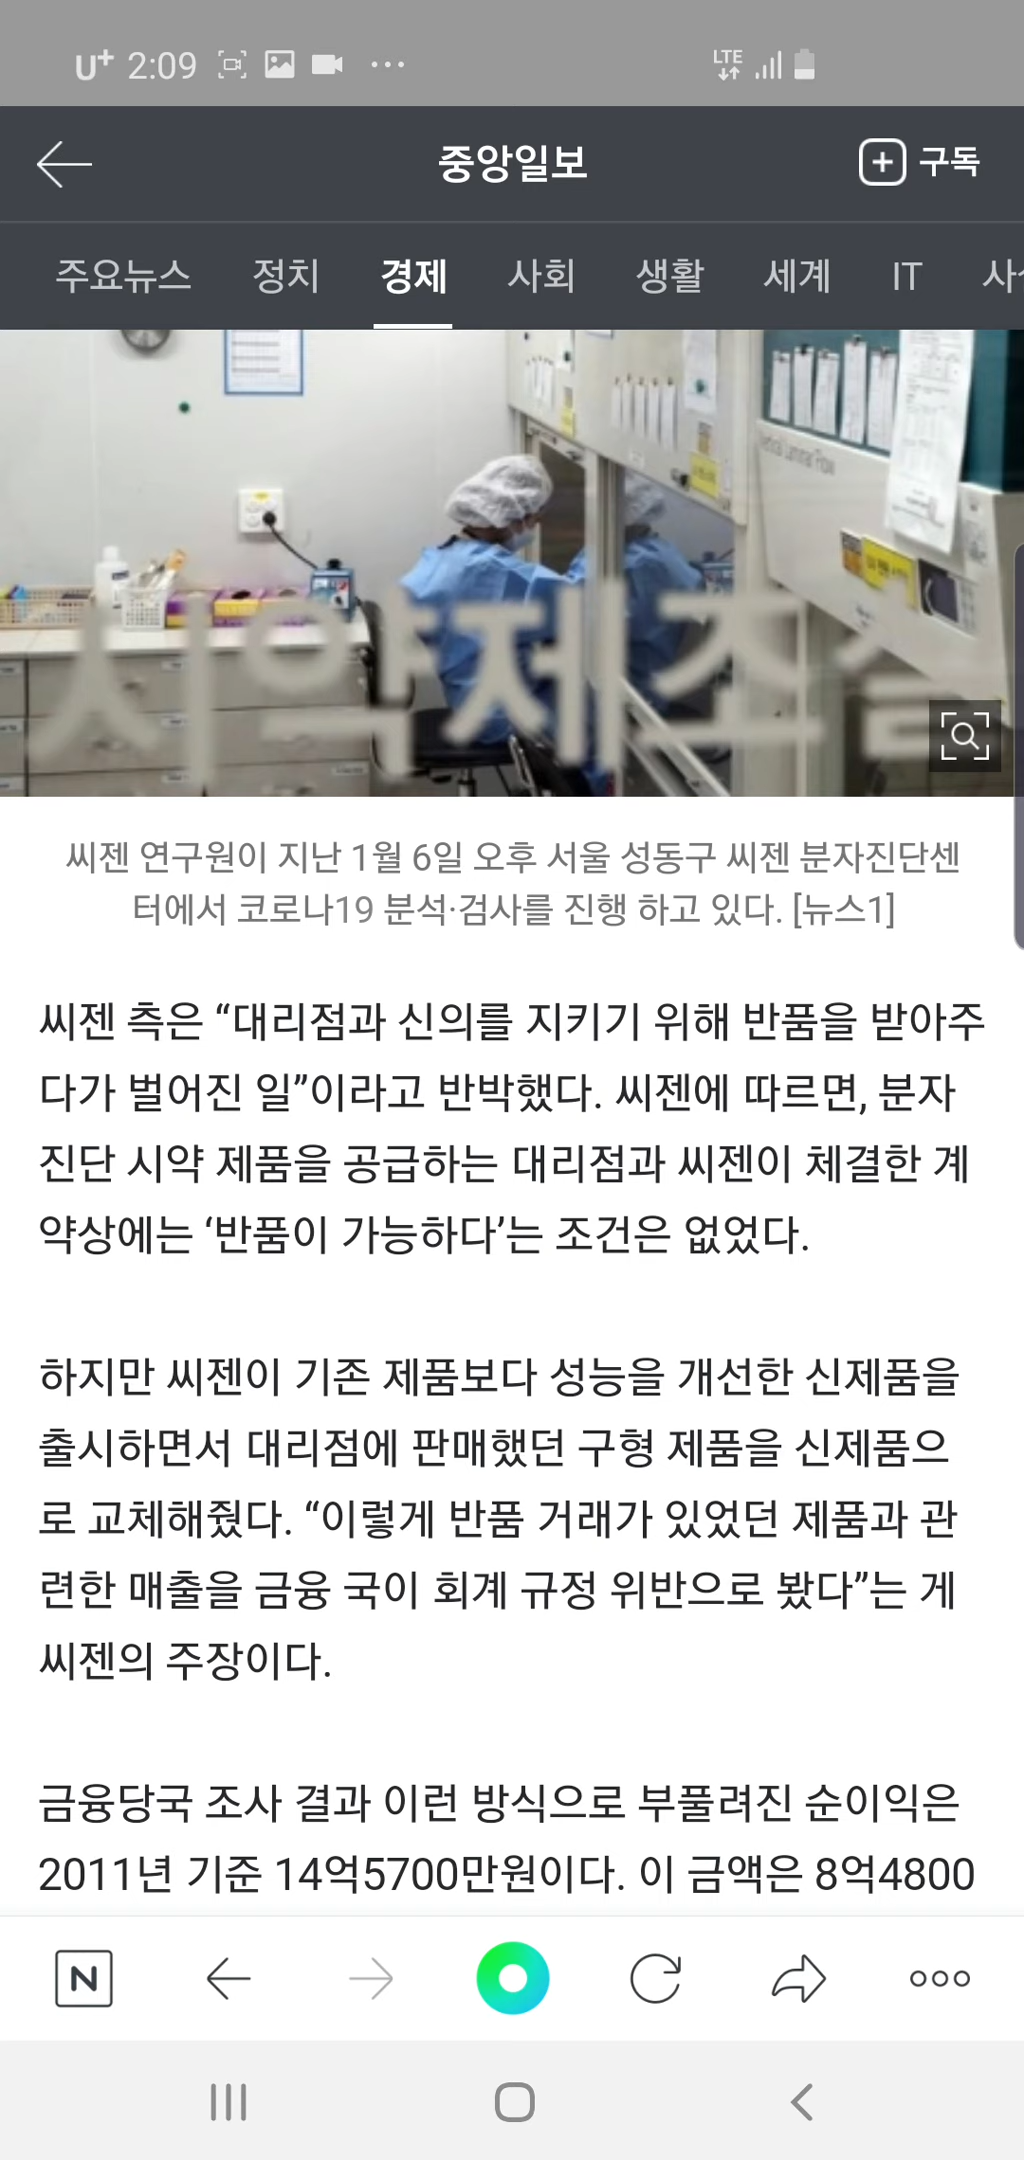 U+ 2:09 LTE
중앙일보 구독
주요뉴스 정치 경제 사회 생활 세계 IT
Vertical Laminar Flow
시약제조실
씨젠 연구원이 지난 1월 6일 오후 서울 성동구 씨젠 분자진단센
터에서 코로나19 분석·검사를 진행 하고 있다. [뉴스1]
씨젠 측은 “대리점과 신의를 지키기 위해 반품을 받아주
다가 벌어진 일”이라고 반박했다. 씨젠에 따르면, 분자
진단 시약 제품을 공급하는 대리점과 씨젠이 체결한 계
약상에는 ‘반품이 가능하다’는 조건은 없었다.
하지만 씨젠이 기존 제품보다 성능을 개선한 신제품을
출시하면서 대리점에 판매했던 구형 제품을 신제품으
로 교체해줬다. “이렇게 반품 거래가 있었던 제품과 관
련한 매출을 금융 국이 회계 규정 위반으로 봤다”는 게
씨젠의 주장이다.
금융당국 조사 결과 이런 방식으로 부풀려진 순이익은
2011년 기준 14억5700만원이다. 이 금액은 8억4800
N